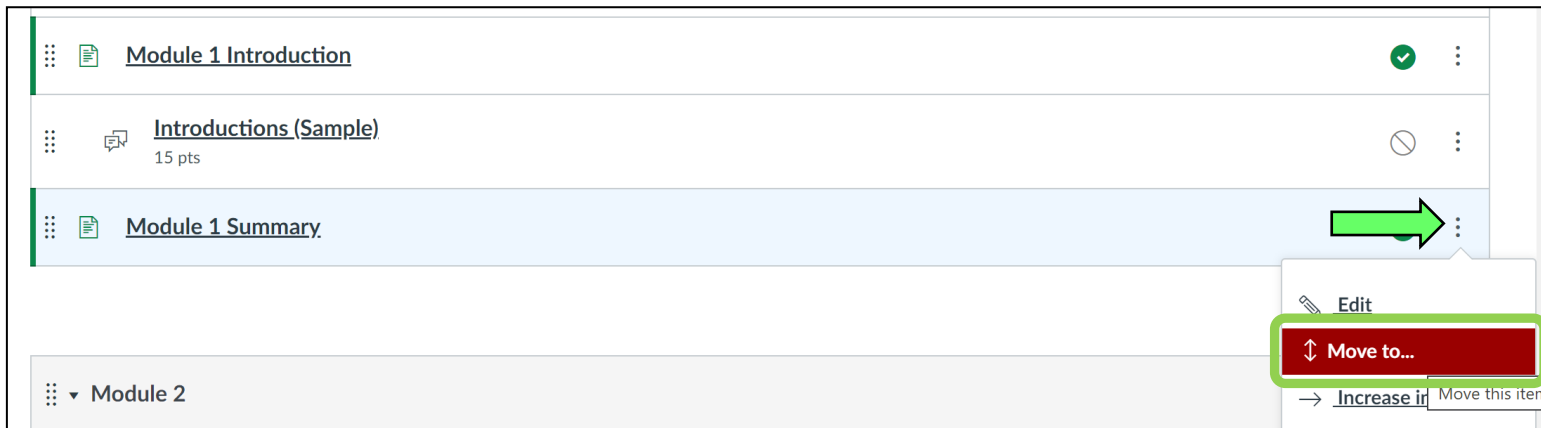 Module 1 Introduction
Introductions (Sample)
15 pts
Module 1 Summary
Edit
Move to...
Increase in
Move this iter
Module 2